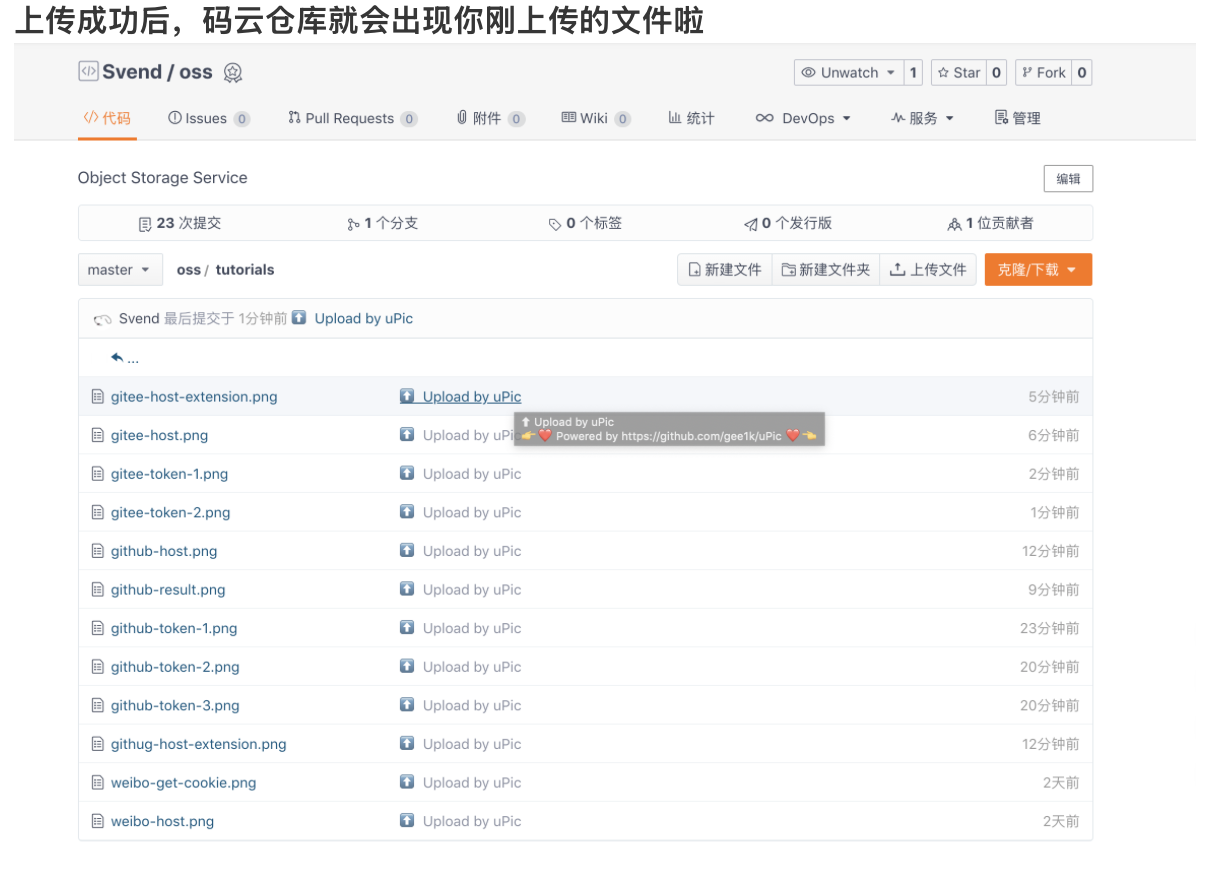 上传成功后，码云仓库就会出现你刚上传的文件啦
Svend / oss
Unwatch 1 Star 0 Fork 0
代码 Issues 0 Pull Requests 0 附件 0 Wiki 0 统计 DevOps 服务 管理
Object Storage Service
编辑
23 次提交 1 个分支 0 个标签 0 个发行版 1 位贡献者
master oss / tutorials 新建文件 新建文件夹 上传文件 克隆/下载
Svend 最后提交于 1分钟前 ⬆ Upload by uPic
...
gitee-host-extension.png ⬆ Upload by uPic 5分钟前
⬆ Upload by uPic
👉❤️ Powered by https://github.com/gee1k/uPic ❤️👈
gitee-host.png ⬆ Upload by uPic 6分钟前
gitee-token-1.png ⬆ Upload by uPic 2分钟前
gitee-token-2.png ⬆ Upload by uPic 1分钟前
github-host.png ⬆ Upload by uPic 12分钟前
github-result.png ⬆ Upload by uPic 9分钟前
github-token-1.png ⬆ Upload by uPic 23分钟前
github-token-2.png ⬆ Upload by uPic 20分钟前
github-token-3.png ⬆ Upload by uPic 20分钟前
githug-host-extension.png ⬆ Upload by uPic 12分钟前
weibo-get-cookie.png ⬆ Upload by uPic 2天前
weibo-host.png ⬆ Upload by uPic 2天前